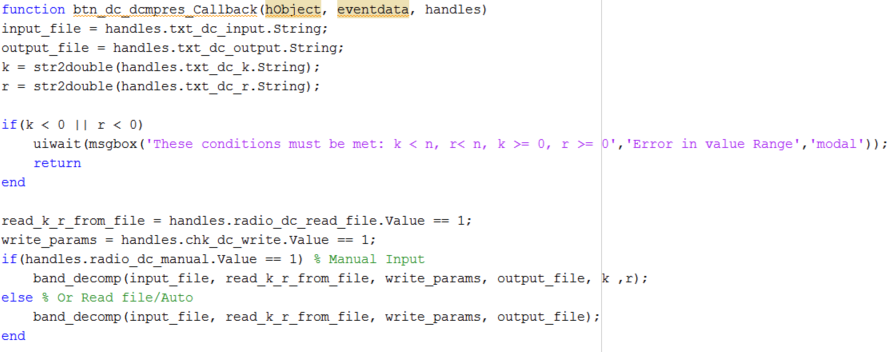 function btn_dc_dcmpres_Callback(hObject, eventdata, handles)
input_file = handles.txt_dc_input.String;
output_file = handles.txt_dc_output.String;
k = str2double(handles.txt_dc_k.String);
r = str2double(handles.txt_dc_r.String);

if(k < 0 || r < 0)
    uiwait(msgbox('These conditions must be met: k < n, r< n, k >= 0, r >= 0','Error in value Range','modal'));
    return
end

read_k_r_from_file = handles.radio_dc_read_file.Value == 1;
write_params = handles.chk_dc_write.Value == 1;
if(handles.radio_dc_manual.Value == 1) % Manual Input
    band_decomp(input_file, read_k_r_from_file, write_params, output_file, k ,r);
else % Or Read file/Auto
    band_decomp(input_file, read_k_r_from_file, write_params, output_file);
end